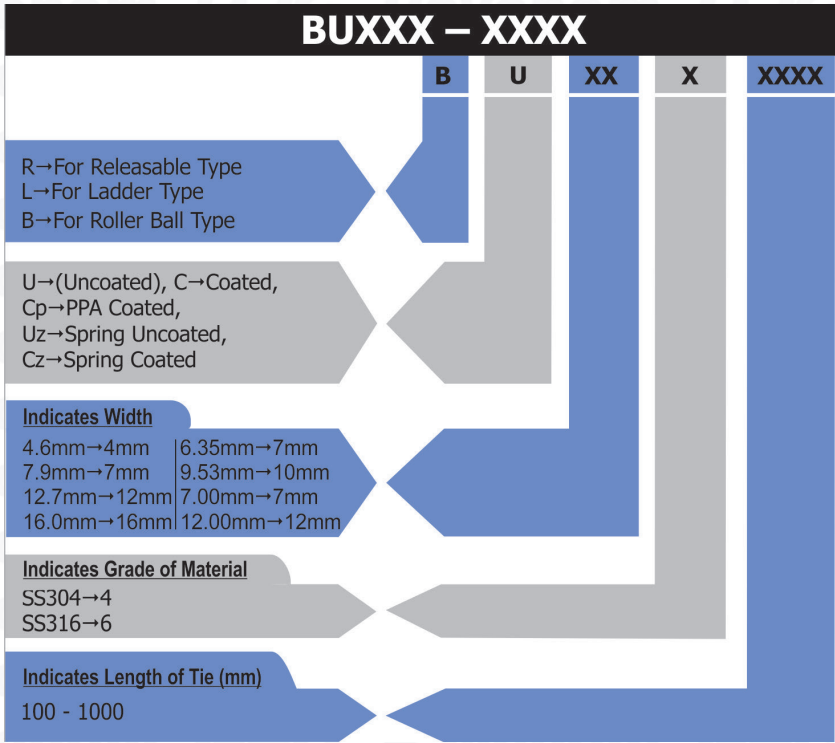 BUXXX – XXXX
B U XX X XXXX
R→For Releasable Type
L→For Ladder Type
B→For Roller Ball Type
U→(Uncoated), C→Coated,
Cp→PPA Coated,
Uz→Spring Uncoated,
Cz→Spring Coated
Indicates Width
4.6mm→4mm 6.35mm→7mm
7.9mm→7mm 9.53mm→10mm
12.7mm→12mm 7.00mm→7mm
16.0mm→16mm 12.00mm→12mm
Indicates Grade of Material
SS304→4
SS316→6
Indicates Length of Tie (mm)
100 - 1000